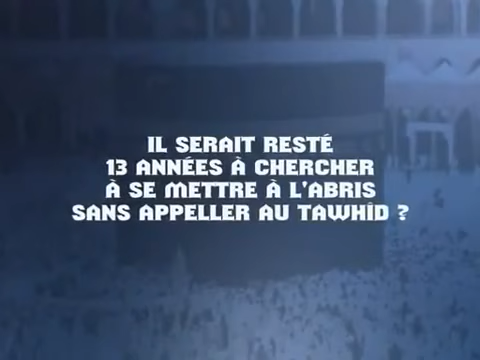 IL SERAIT RESTÉ
13 ANNÉES À CHERCHER
À SE METTRE À L'ABRIS
SANS APPELLER AU TAWHÎD ?